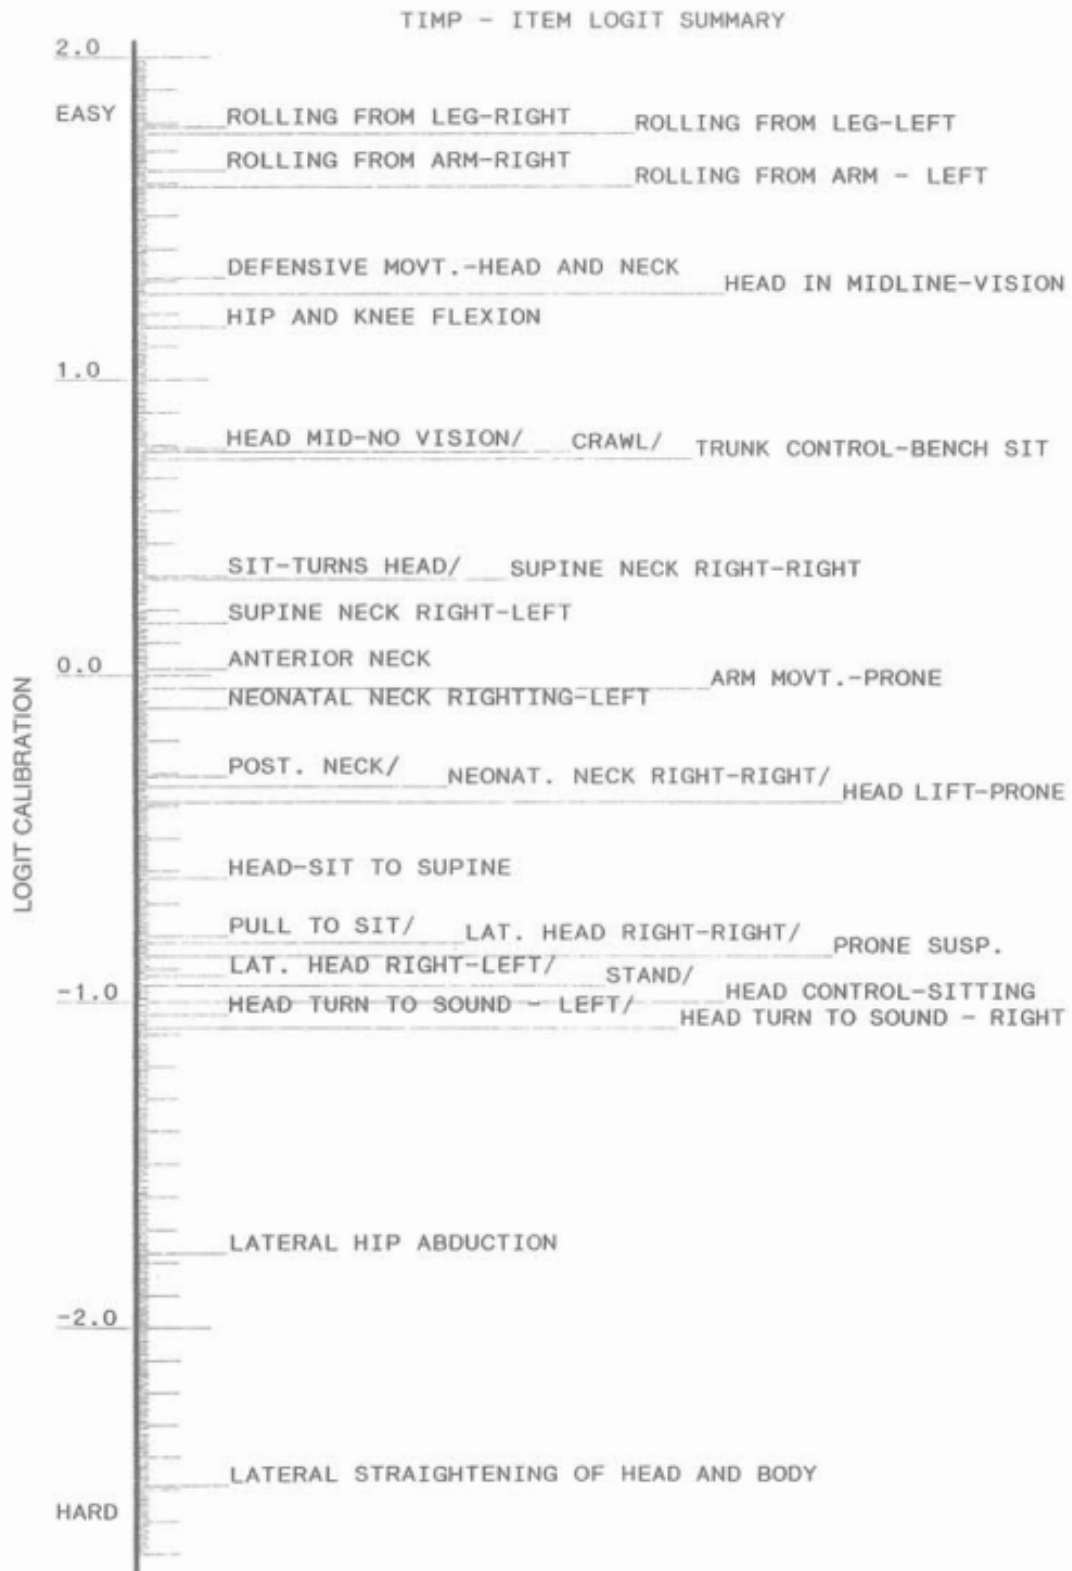 TIMP - ITEM LOGIT SUMMARY
2.0
EASY
ROLLING FROM LEG-RIGHT
ROLLING FROM LEG-LEFT
ROLLING FROM ARM-RIGHT
ROLLING FROM ARM - LEFT
DEFENSIVE MOVT.-HEAD AND NECK
HEAD IN MIDLINE-VISION
HIP AND KNEE FLEXION
1.0
HEAD MID-NO VISION/ CRAWL/ TRUNK CONTROL-BENCH SIT
SIT-TURNS HEAD/ SUPINE NECK RIGHT-RIGHT
SUPINE NECK RIGHT-LEFT
0.0
ANTERIOR NECK
ARM MOVT.-PRONE
NEONATAL NECK RIGHTING-LEFT
LOGIT CALIBRATION
POST. NECK/ NEONAT. NECK RIGHT-RIGHT/ HEAD LIFT-PRONE
HEAD-SIT TO SUPINE
PULL TO SIT/ LAT. HEAD RIGHT-RIGHT/ PRONE SUSP.
LAT. HEAD RIGHT-LEFT/ STAND/ HEAD CONTROL-SITTING
-1.0
HEAD TURN TO SOUND - LEFT/ HEAD TURN TO SOUND - RIGHT
LATERAL HIP ABDUCTION
-2.0
LATERAL STRAIGHTENING OF HEAD AND BODY
HARD